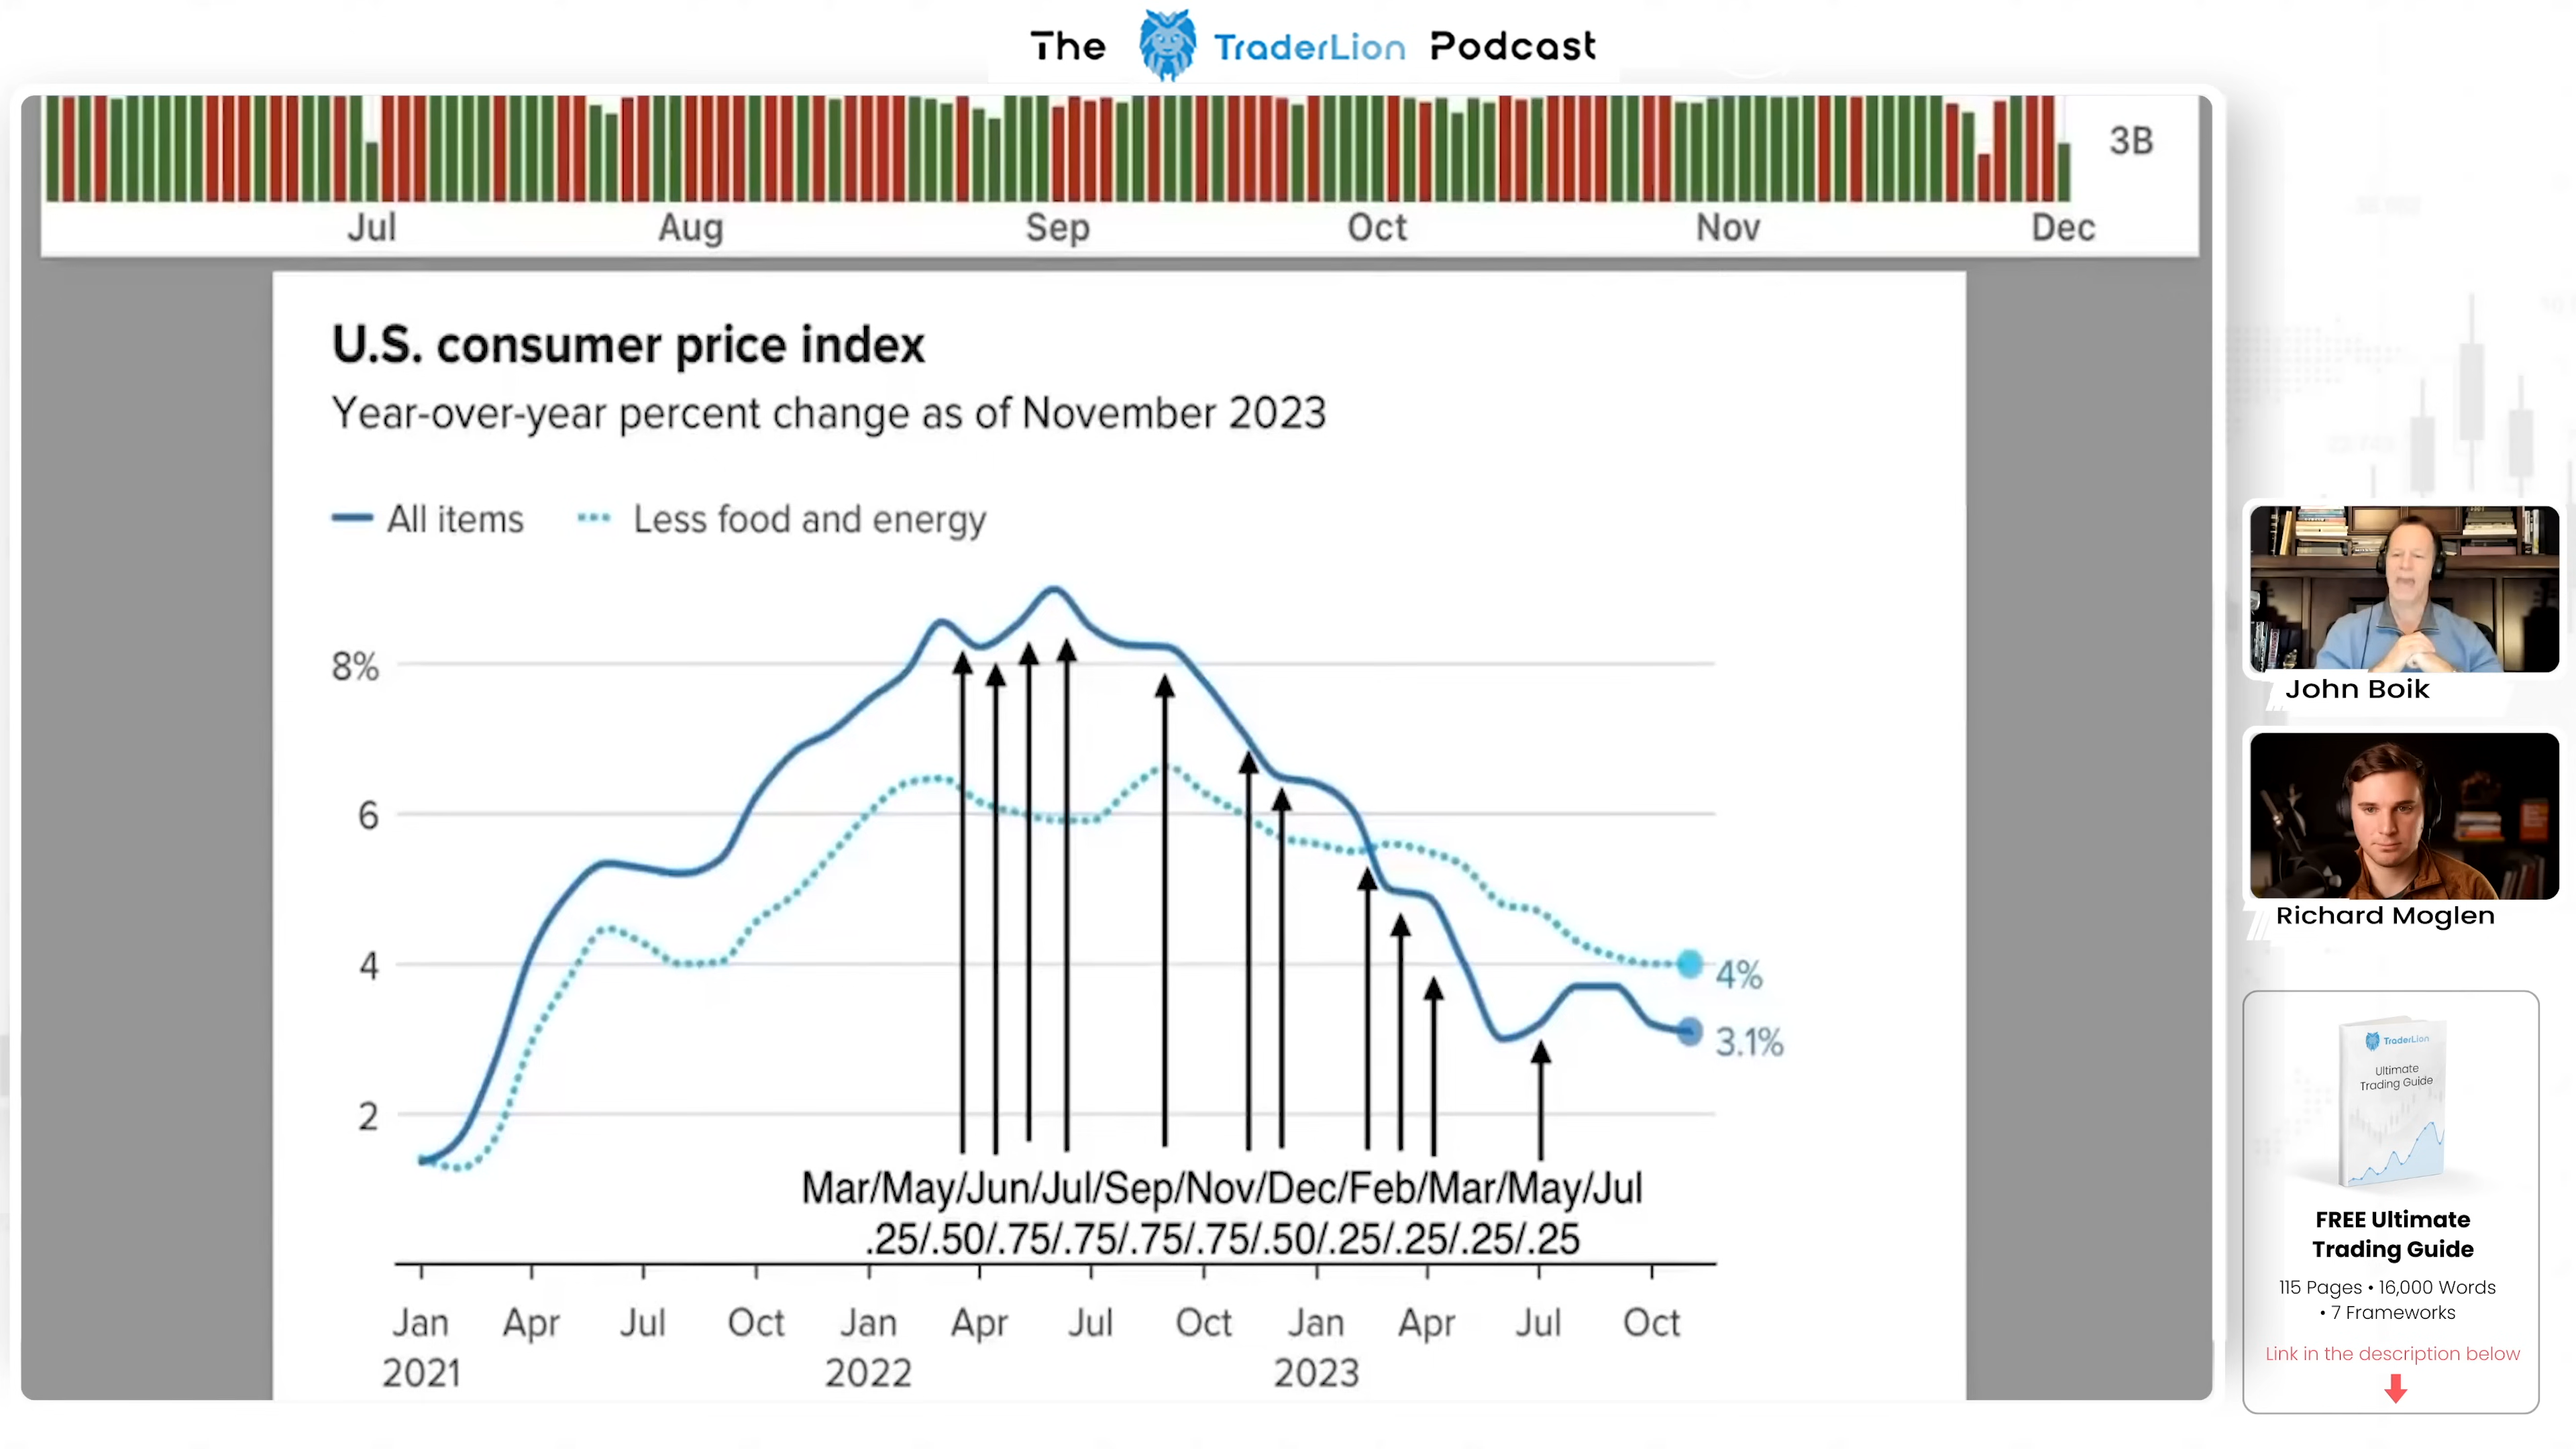 The TraderLion Podcast
3B
Jul Aug Sep Oct Nov Dec
U.S. consumer price index
Year-over-year percent change as of November 2023
All items Less food and energy
8%
6
4
2
4%
3.1%
Mar/May/Jun/Jul/Sep/Nov/Dec/Feb/Mar/May/Jul
.25/.50/.75/.75/.75/.75/.50/.25/.25/.25/.25
Jan Apr Jul Oct Jan Apr Jul Oct Jan Apr Jul Oct
2021 2022 2023
John Boik
Richard Moglen
TraderLion
Ultimate
Trading Guide
FREE Ultimate
Trading Guide
115 Pages • 16,000 Words
• 7 Frameworks
Link in the description below